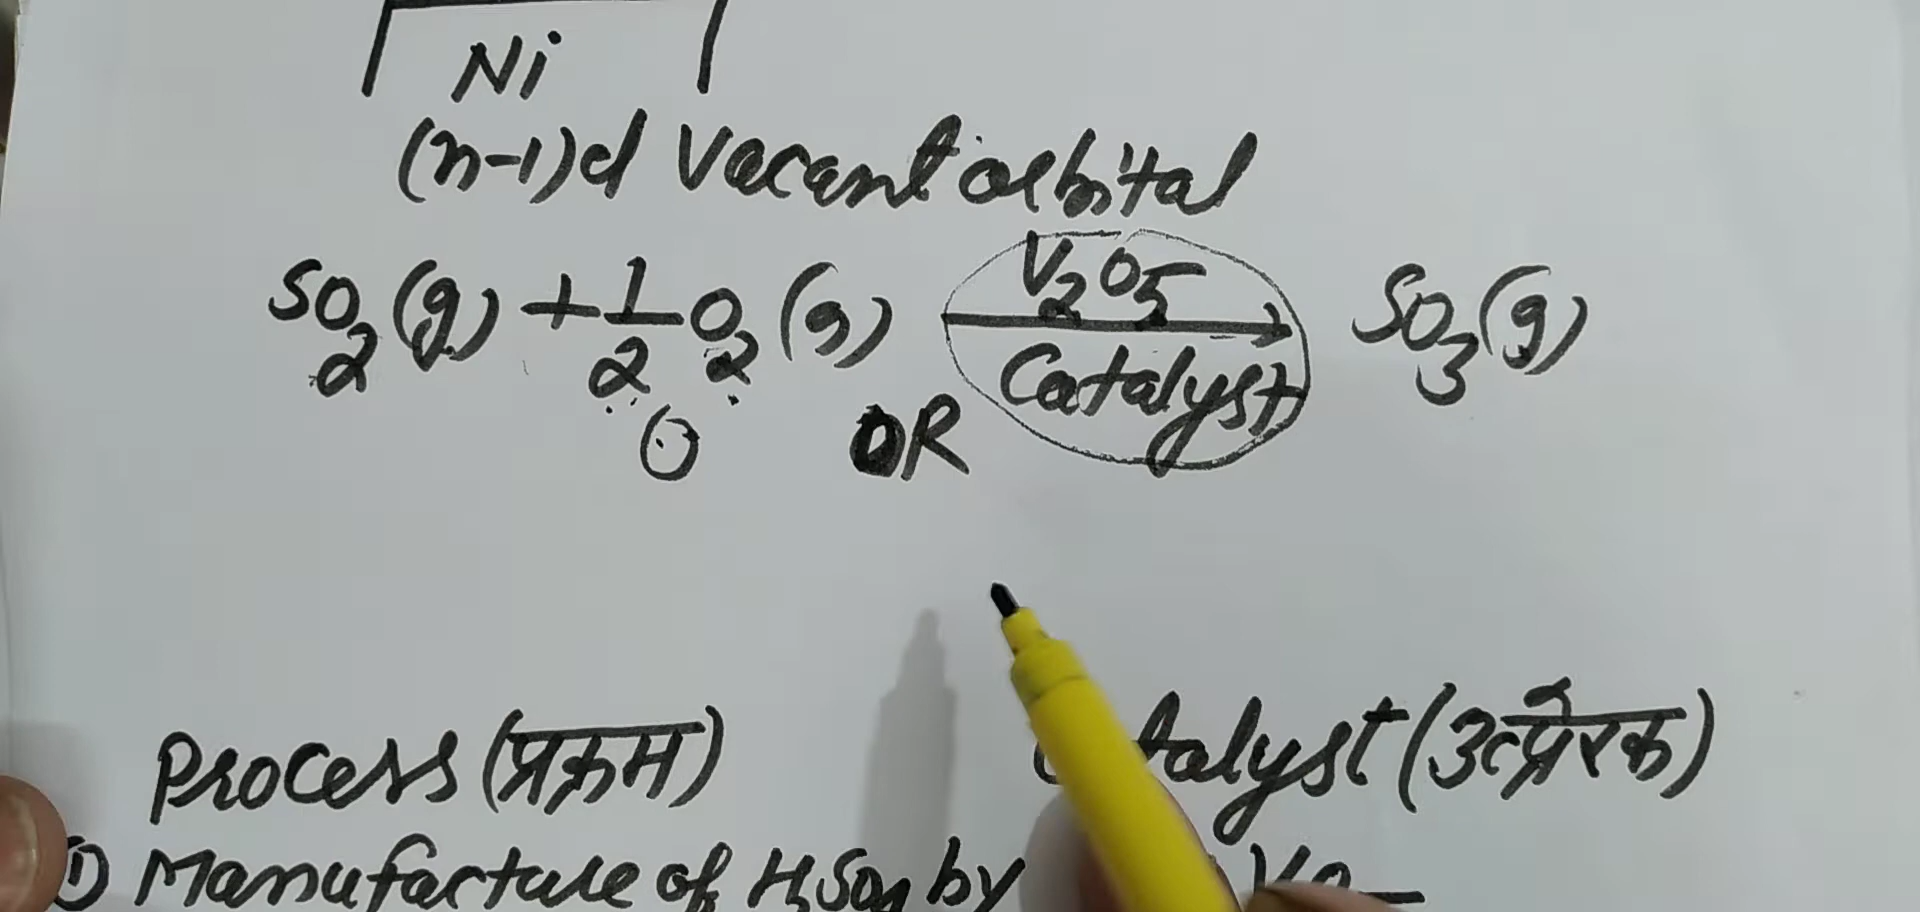 Ni
(n-1)d Vacant orbital
SO2(g) + 1/2 O2(g) V2O5 Catalyst SO3(g)
O OR
Process (प्रक्रम) Catalyst (उत्प्रेरक)
1) Manufacture of H2SO4 by